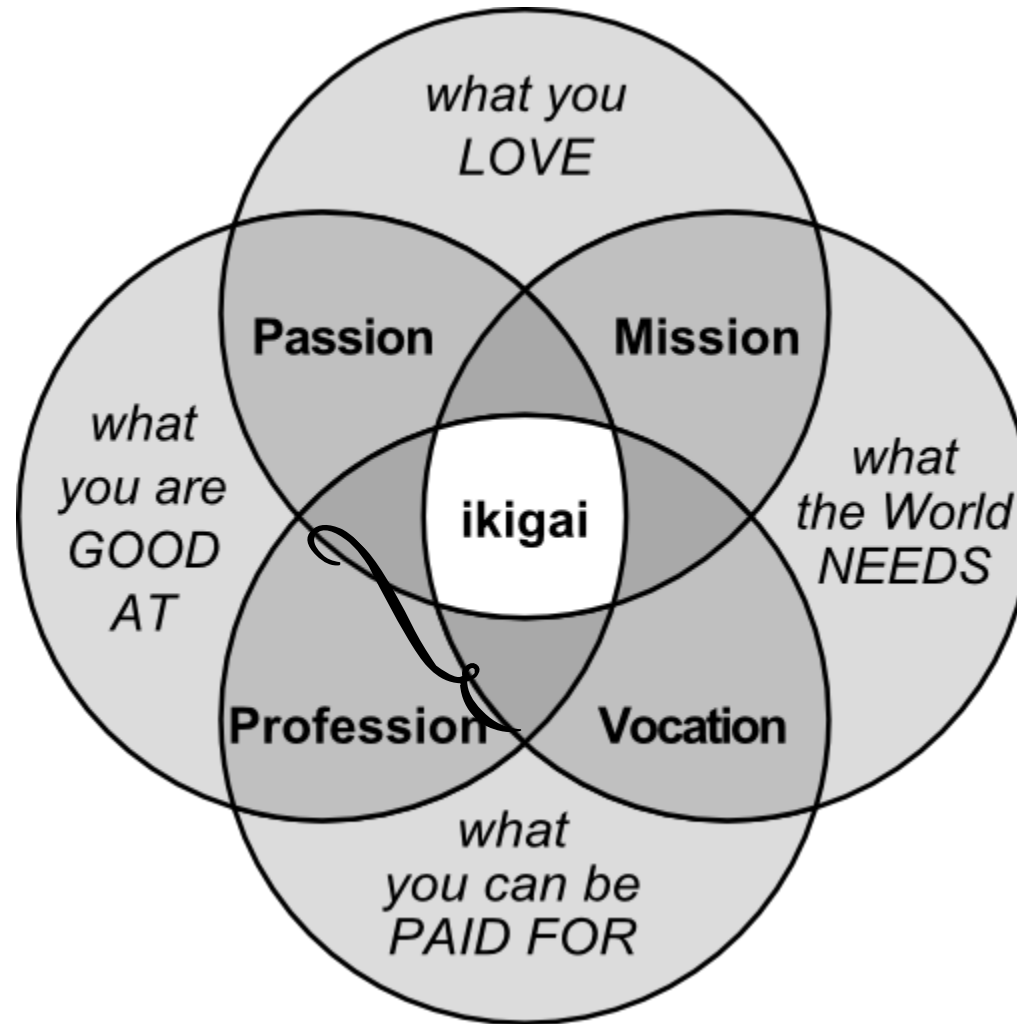 what you
LOVE
Passion
Mission
what
you are
GOOD
AT
ikigai
what
the World
NEEDS
Profession
Vocation
what
you can be
PAID FOR